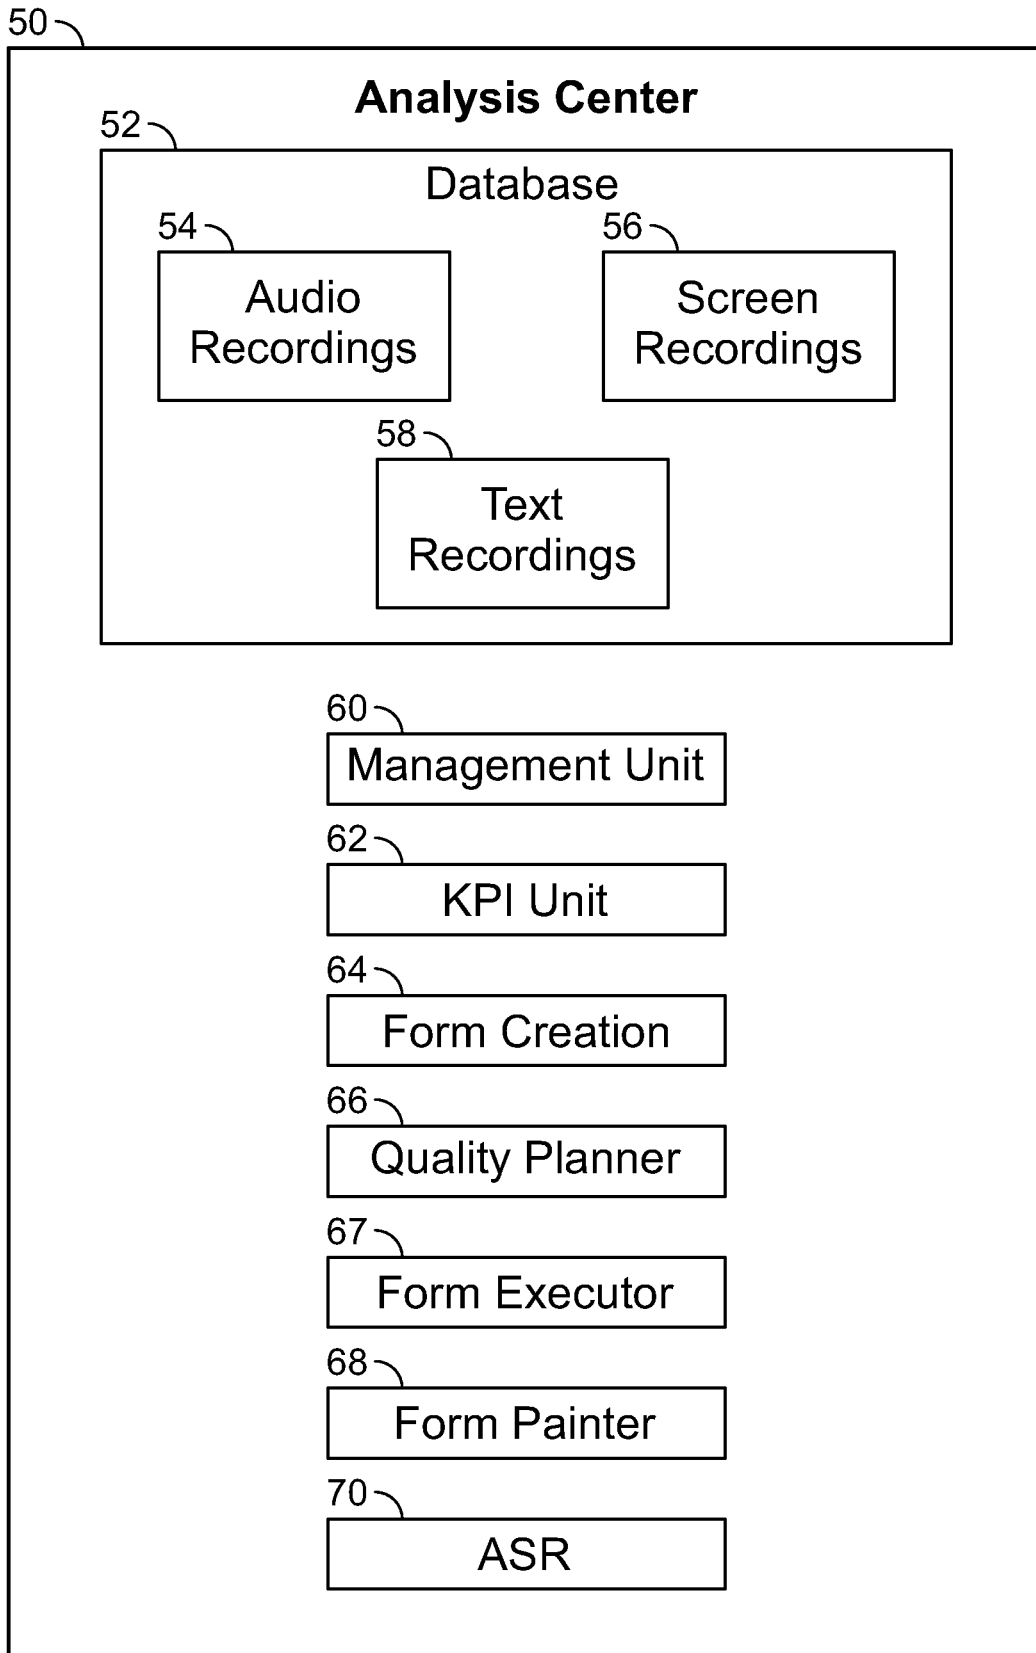 50
Analysis Center
52
Database
54
Audio
Recordings
56
Screen
Recordings
58
Text
Recordings
60
Management Unit
62
KPI Unit
64
Form Creation
66
Quality Planner
67
Form Executor
68
Form Painter
70
ASR